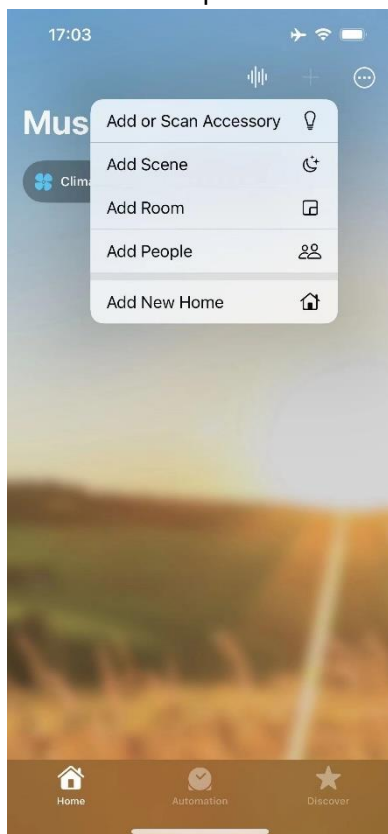 17:03
Mus
Add or Scan Accessory
Clima
Add Scene
Add Room
Add People
Add New Home
Home
Automation
Discover